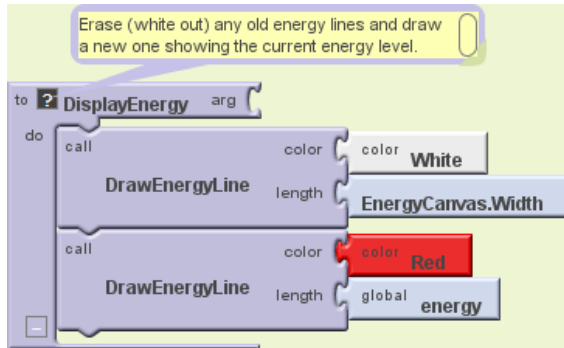 Erase (white out) any old energy lines and draw
a new one showing the current energy level.
to ? DisplayEnergy arg
do
call color color White
DrawEnergyLine length EnergyCanvas.Width
call color color Red
DrawEnergyLine length global energy